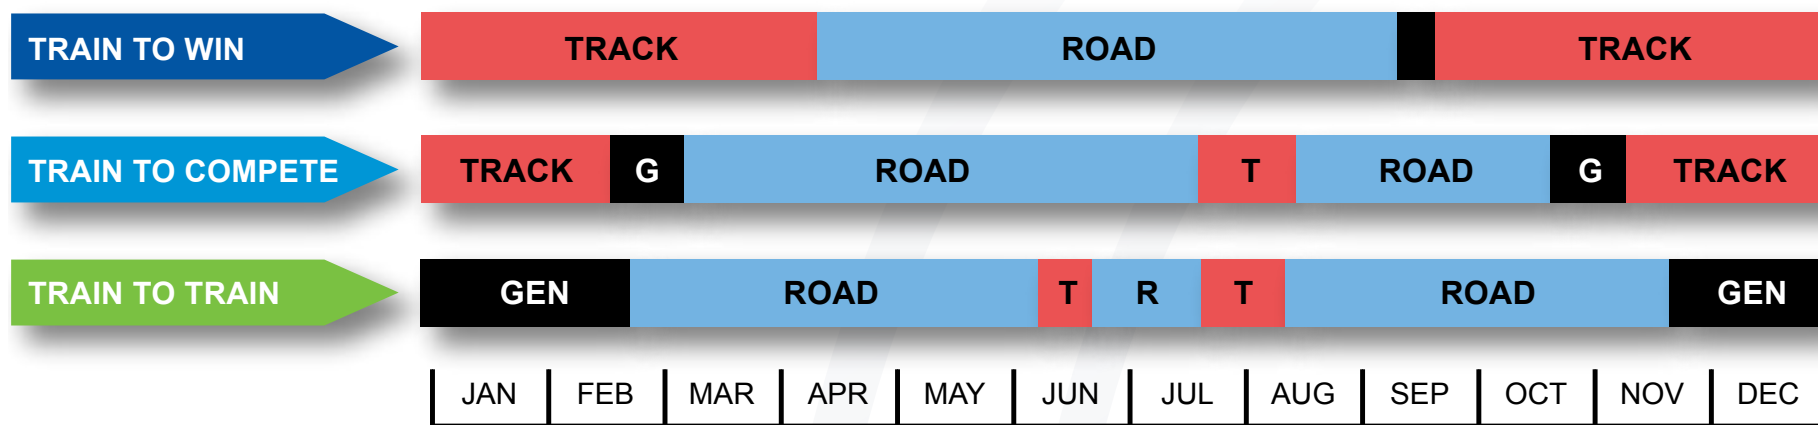 TRAIN TO WIN TRACK ROAD TRACK
TRAIN TO COMPETE TRACK G ROAD T ROAD G TRACK
TRAIN TO TRAIN GEN ROAD T R T ROAD GEN
JAN FEB MAR APR MAY JUN JUL AUG SEP OCT NOV DEC